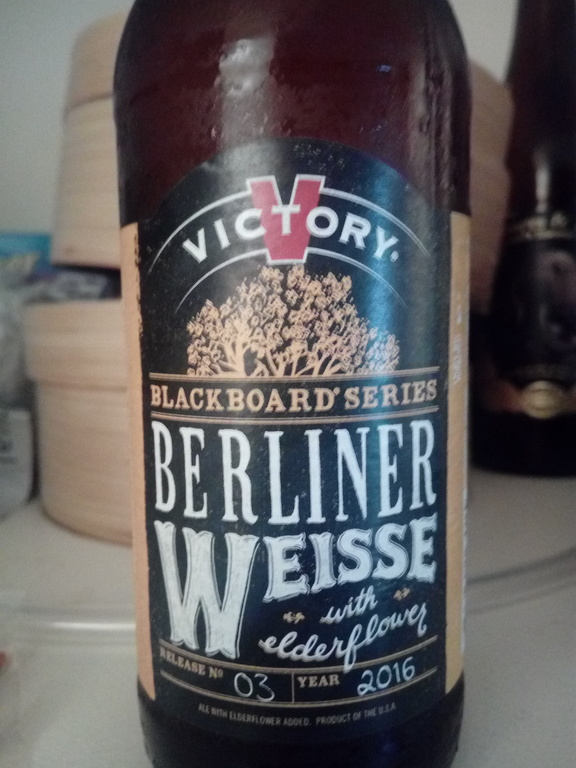 VICTORY
BLACKBOARD® SERIES
BERLINER
WEISSE
with
elderflower
RELEASE Nº 03 YEAR 2016
ALE WITH ELDERFLOWER ADDED. PRODUCT OF THE U.S.A.